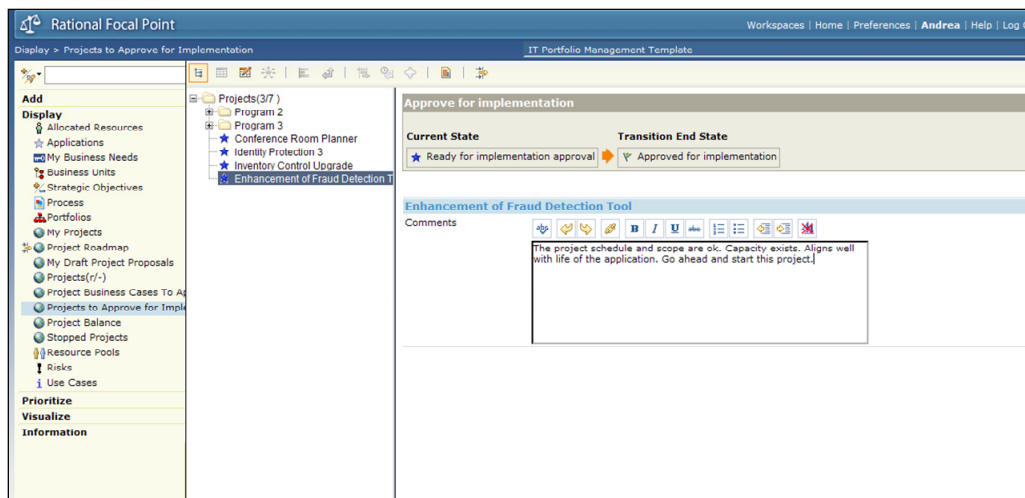 Rational Focal Point
Workspaces | Home | Preferences | Andrea | Help | Log
Display > Projects to Approve for Implementation
IT Portfolio Management Template
Add
Display
Allocated Resources
Applications
My Business Needs
Business Units
Strategic Objectives
Process
Portfolios
My Projects
Project Roadmap
My Draft Project Proposals
Projects(r/-)
Project Business Cases To Ap
Projects to Approve for Imple
Project Balance
Stopped Projects
Resource Pools
Risks
Use Cases
Prioritize
Visualize
Information
Projects(3/7 )
Program 2
Program 3
Conference Room Planner
Identity Protection 3
Inventory Control Upgrade
Enhancement of Fraud Detection T
Approve for implementation
Current State Transition End State
Ready for implementation approval Approved for implementation
Enhancement of Fraud Detection Tool
Comments
B I U abc
The project schedule and scope are ok. Capacity exists. Aligns well
with life of the application. Go ahead and start this project.